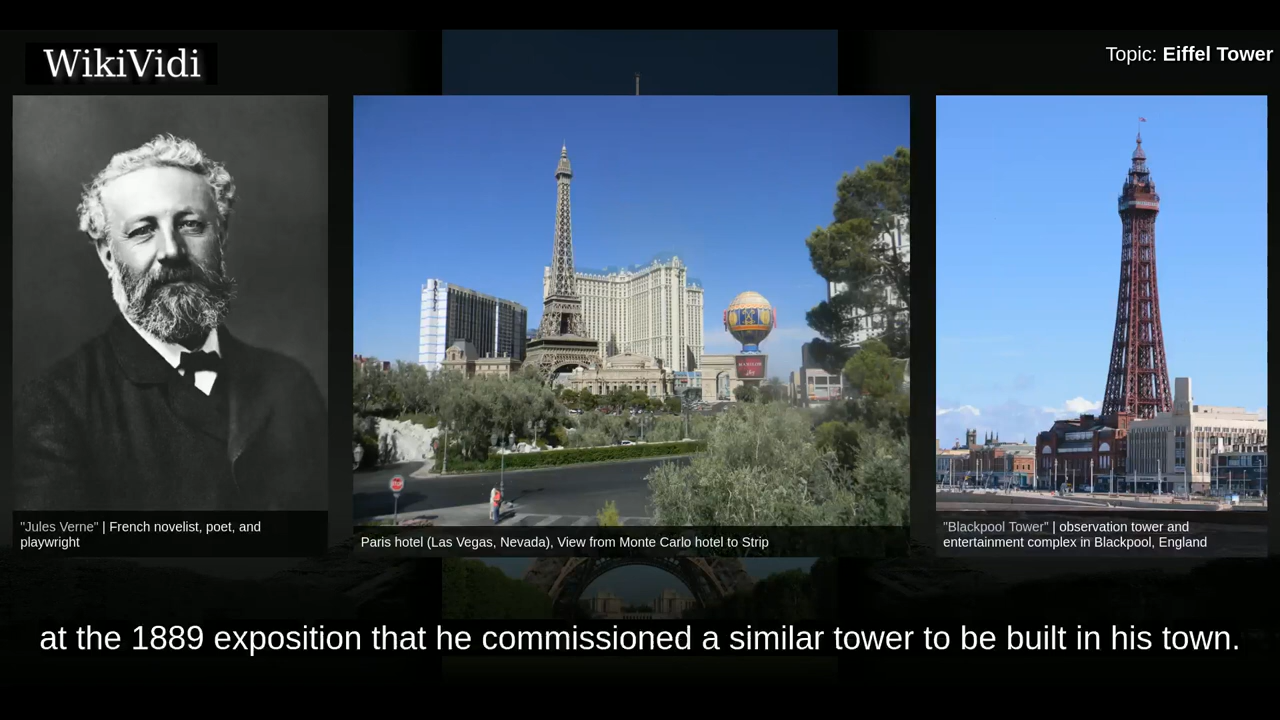 WikiVidi
Topic: Eiffel Tower
"Jules Verne" | French novelist, poet, and
playwright
STOP
Paris hotel (Las Vegas, Nevada), View from Monte Carlo hotel to Strip
"Blackpool Tower" | observation tower and
entertainment complex in Blackpool, England
at the 1889 exposition that he commissioned a similar tower to be built in his town.